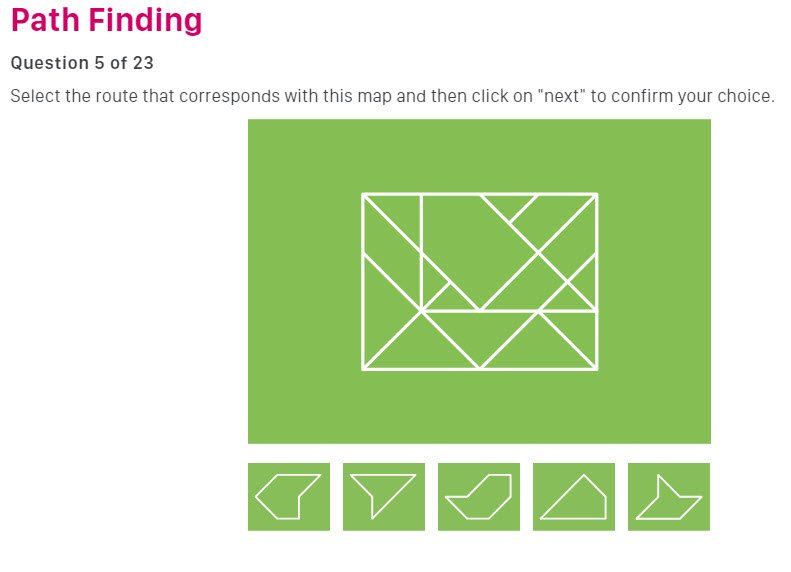 Path Finding
Question 5 of 23
Select the route that corresponds with this map and then click on "next" to confirm your choice.